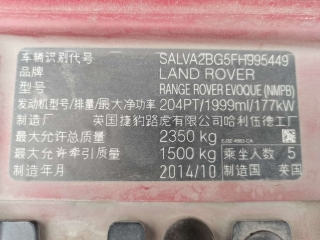 车辆识别代号 SALVA2BG5FH995449
品牌 LAND ROVER
型号 RANGE ROVER EVOQUE (NMPB)
发动机型号/排量/最大净功率 204PT/1999ml/177kW
制造厂 英国捷豹路虎有限公司哈利伍德工厂
最大允许总质量 2350 kg
最大允许牵引质量 1500 kg 乘坐人数 5
制造年月 2014/10 制造国 英国